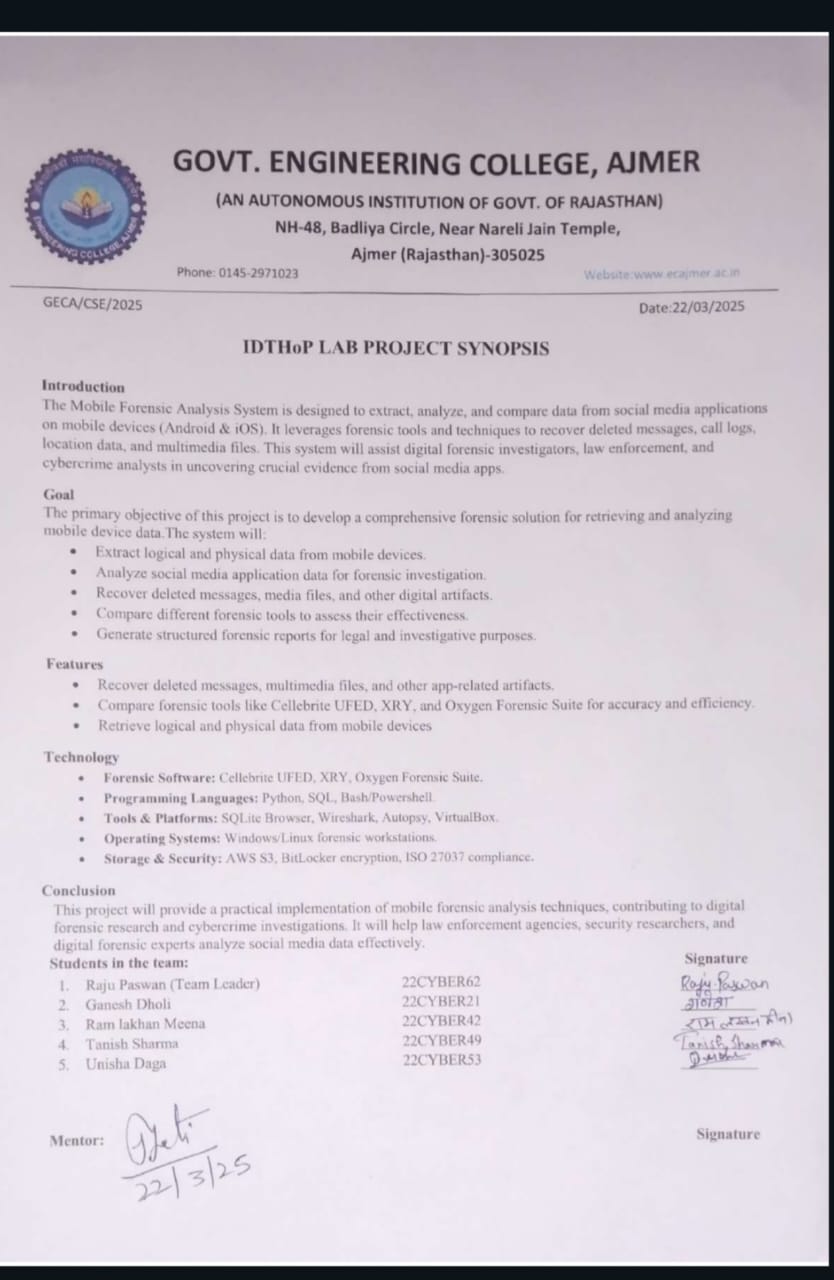 GOVT. ENGINEERING COLLEGE, AJMER
(AN AUTONOMOUS INSTITUTION OF GOVT. OF RAJASTHAN)
NH-48, Badliya Circle, Near Nareli Jain Temple,
Ajmer (Rajasthan)-305025
Phone: 0145-2971023 Website:www.ecajmer.ac.in
GECA/CSE/2025 Date:22/03/2025
IDTHoP LAB PROJECT SYNOPSIS
Introduction
The Mobile Forensic Analysis System is designed to extract, analyze, and compare data from social media applications
on mobile devices (Android & iOS). It leverages forensic tools and techniques to recover deleted messages, call logs,
location data, and multimedia files. This system will assist digital forensic investigators, law enforcement, and
cybercrime analysts in uncovering crucial evidence from social media apps.
Goal
The primary objective of this project is to develop a comprehensive forensic solution for retrieving and analyzing
mobile device data.The system will:
• Extract logical and physical data from mobile devices.
• Analyze social media application data for forensic investigation.
• Recover deleted messages, media files, and other digital artifacts.
• Compare different forensic tools to assess their effectiveness.
• Generate structured forensic reports for legal and investigative purposes.
Features
• Recover deleted messages, multimedia files, and other app-related artifacts.
• Compare forensic tools like Cellebrite UFED, XRY, and Oxygen Forensic Suite for accuracy and efficiency.
• Retrieve logical and physical data from mobile devices
Technology
• Forensic Software: Cellebrite UFED, XRY, Oxygen Forensic Suite.
• Programming Languages: Python, SQL, Bash/Powershell.
• Tools & Platforms: SQLite Browser, Wireshark, Autopsy, VirtualBox.
• Operating Systems: Windows/Linux forensic workstations.
• Storage & Security: AWS S3, BitLocker encryption, ISO 27037 compliance.
Conclusion
This project will provide a practical implementation of mobile forensic analysis techniques, contributing to digital
forensic research and cybercrime investigations. It will help law enforcement agencies, security researchers, and
digital forensic experts analyze social media data effectively.
Students in the team: Signature
1. Raju Paswan (Team Leader) 22CYBER62 Raju Paswan
2. Ganesh Dholi 22CYBER21 गणेश
3. Ram lakhan Meena 22CYBER42 राम लखन मीना
4. Tanish Sharma 22CYBER49 Tanish Sharma
5. Unisha Daga 22CYBER53
Mentor: Signature
22/3/25